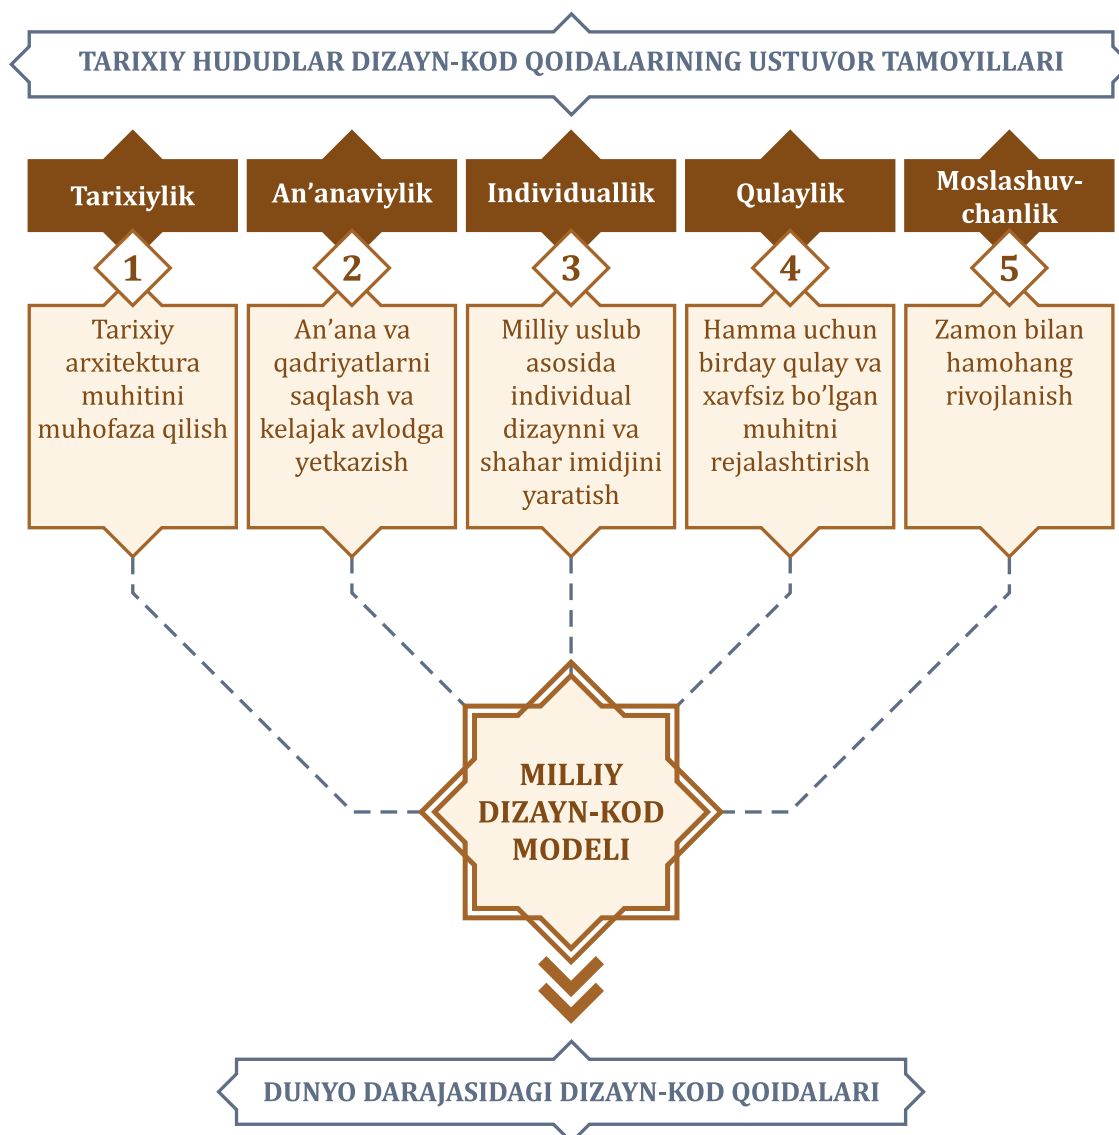 TARIXIY HUDUDLAR DIZAYN-KOD QOIDALARINING USTUVOR TAMOYILLARI
Tarixiylik
1
Tarixiy
arxitektura
muhitini
muhofaza qilish
An’anaviylik
2
An’ana va
qadriyatlarni
saqlash va
kelajak avlodga
yetkazish
Individuallik
3
Milliy uslub
asosida
individual
dizaynni va
shahar imidjini
yaratish
Qulaylik
4
Hamma uchun
birday qulay va
xavfsiz bo’lgan
muhitni
rejalashtirish
Moslashuv-
chanlik
5
Zamon bilan
hamohang
rivojlanish
MILLIY
DIZAYN-KOD
MODELI
DUNYO DARAJASIDAGI DIZAYN-KOD QOIDALARI